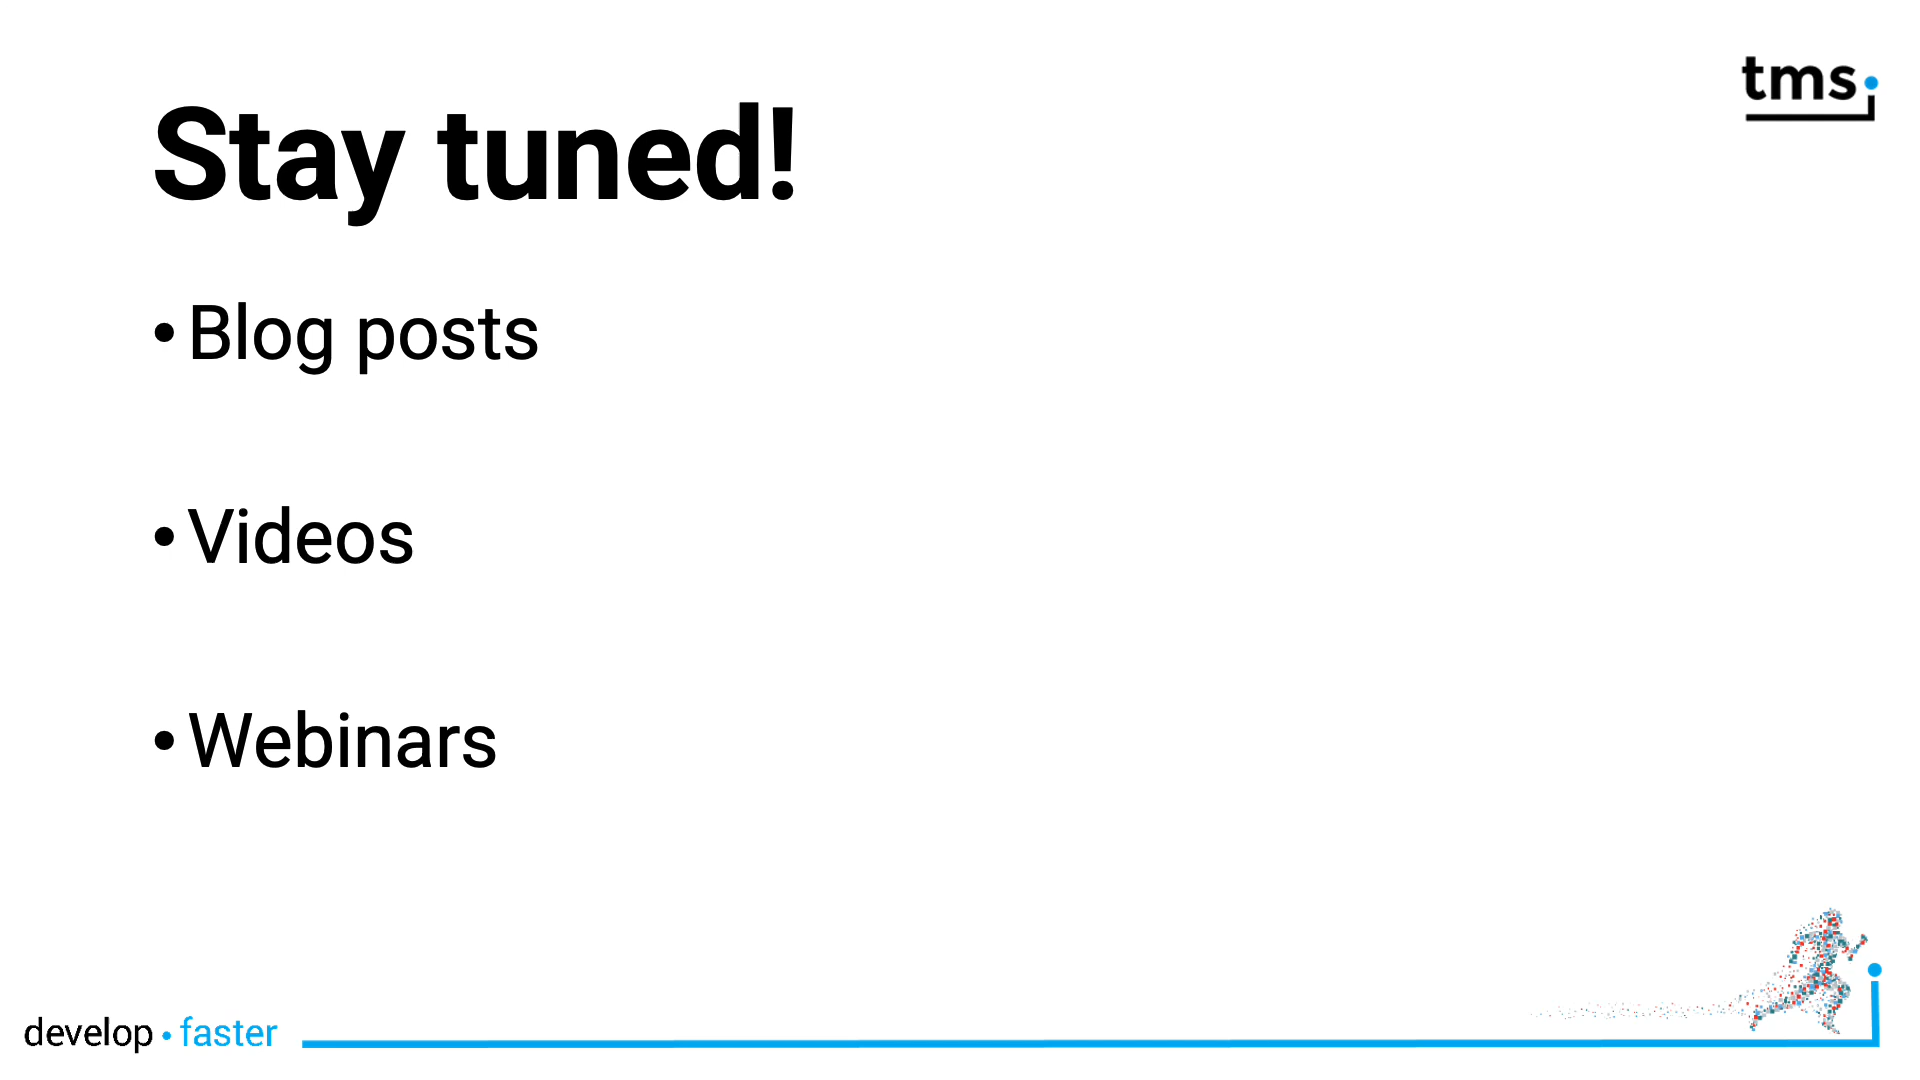 tms
Stay tuned!
• Blog posts
• Videos
• Webinars
develop • faster